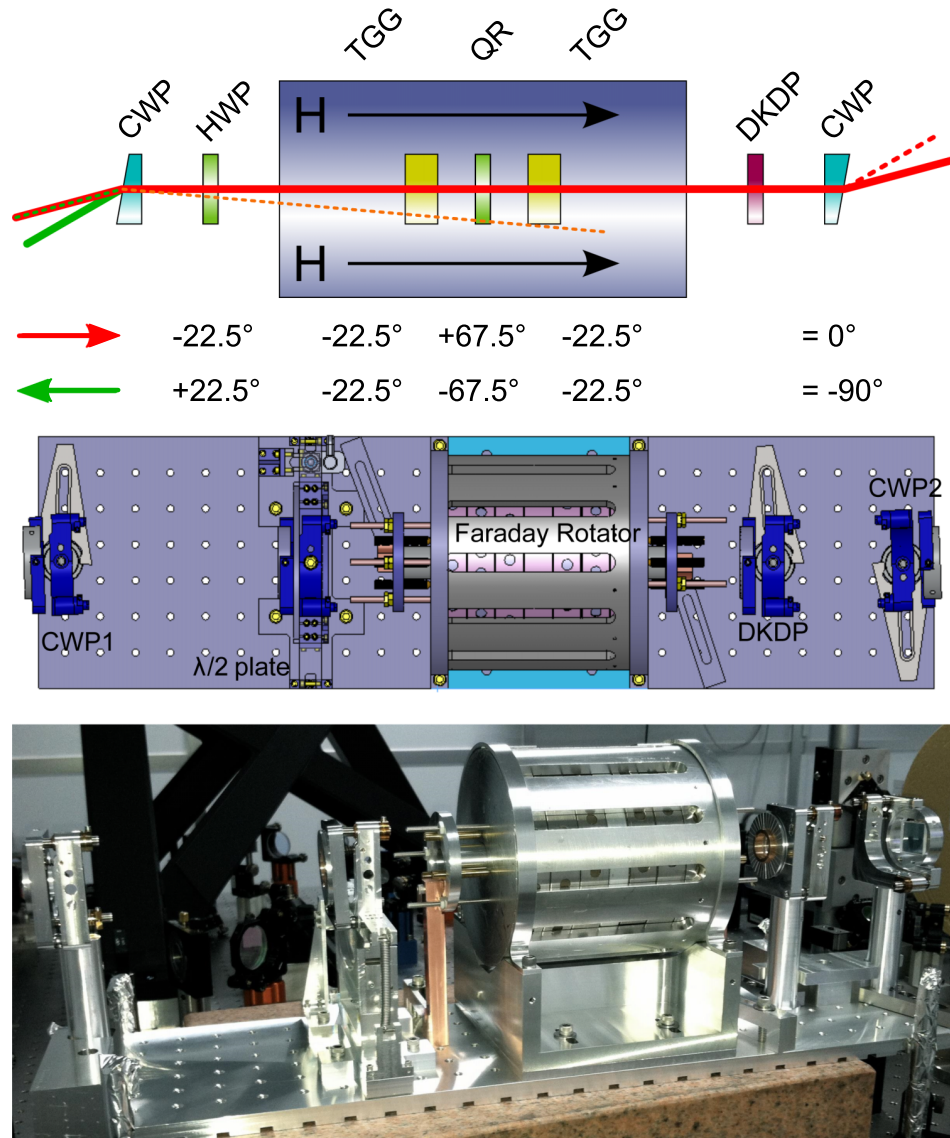 TGG QR TGG
CWP HWP DKDP CWP
H
H
-22.5° -22.5° +67.5° -22.5° = 0°
+22.5° -22.5° -67.5° -22.5° = -90°
CWP2
Faraday Rotator
CWP1
DKDP
λ/2 plate